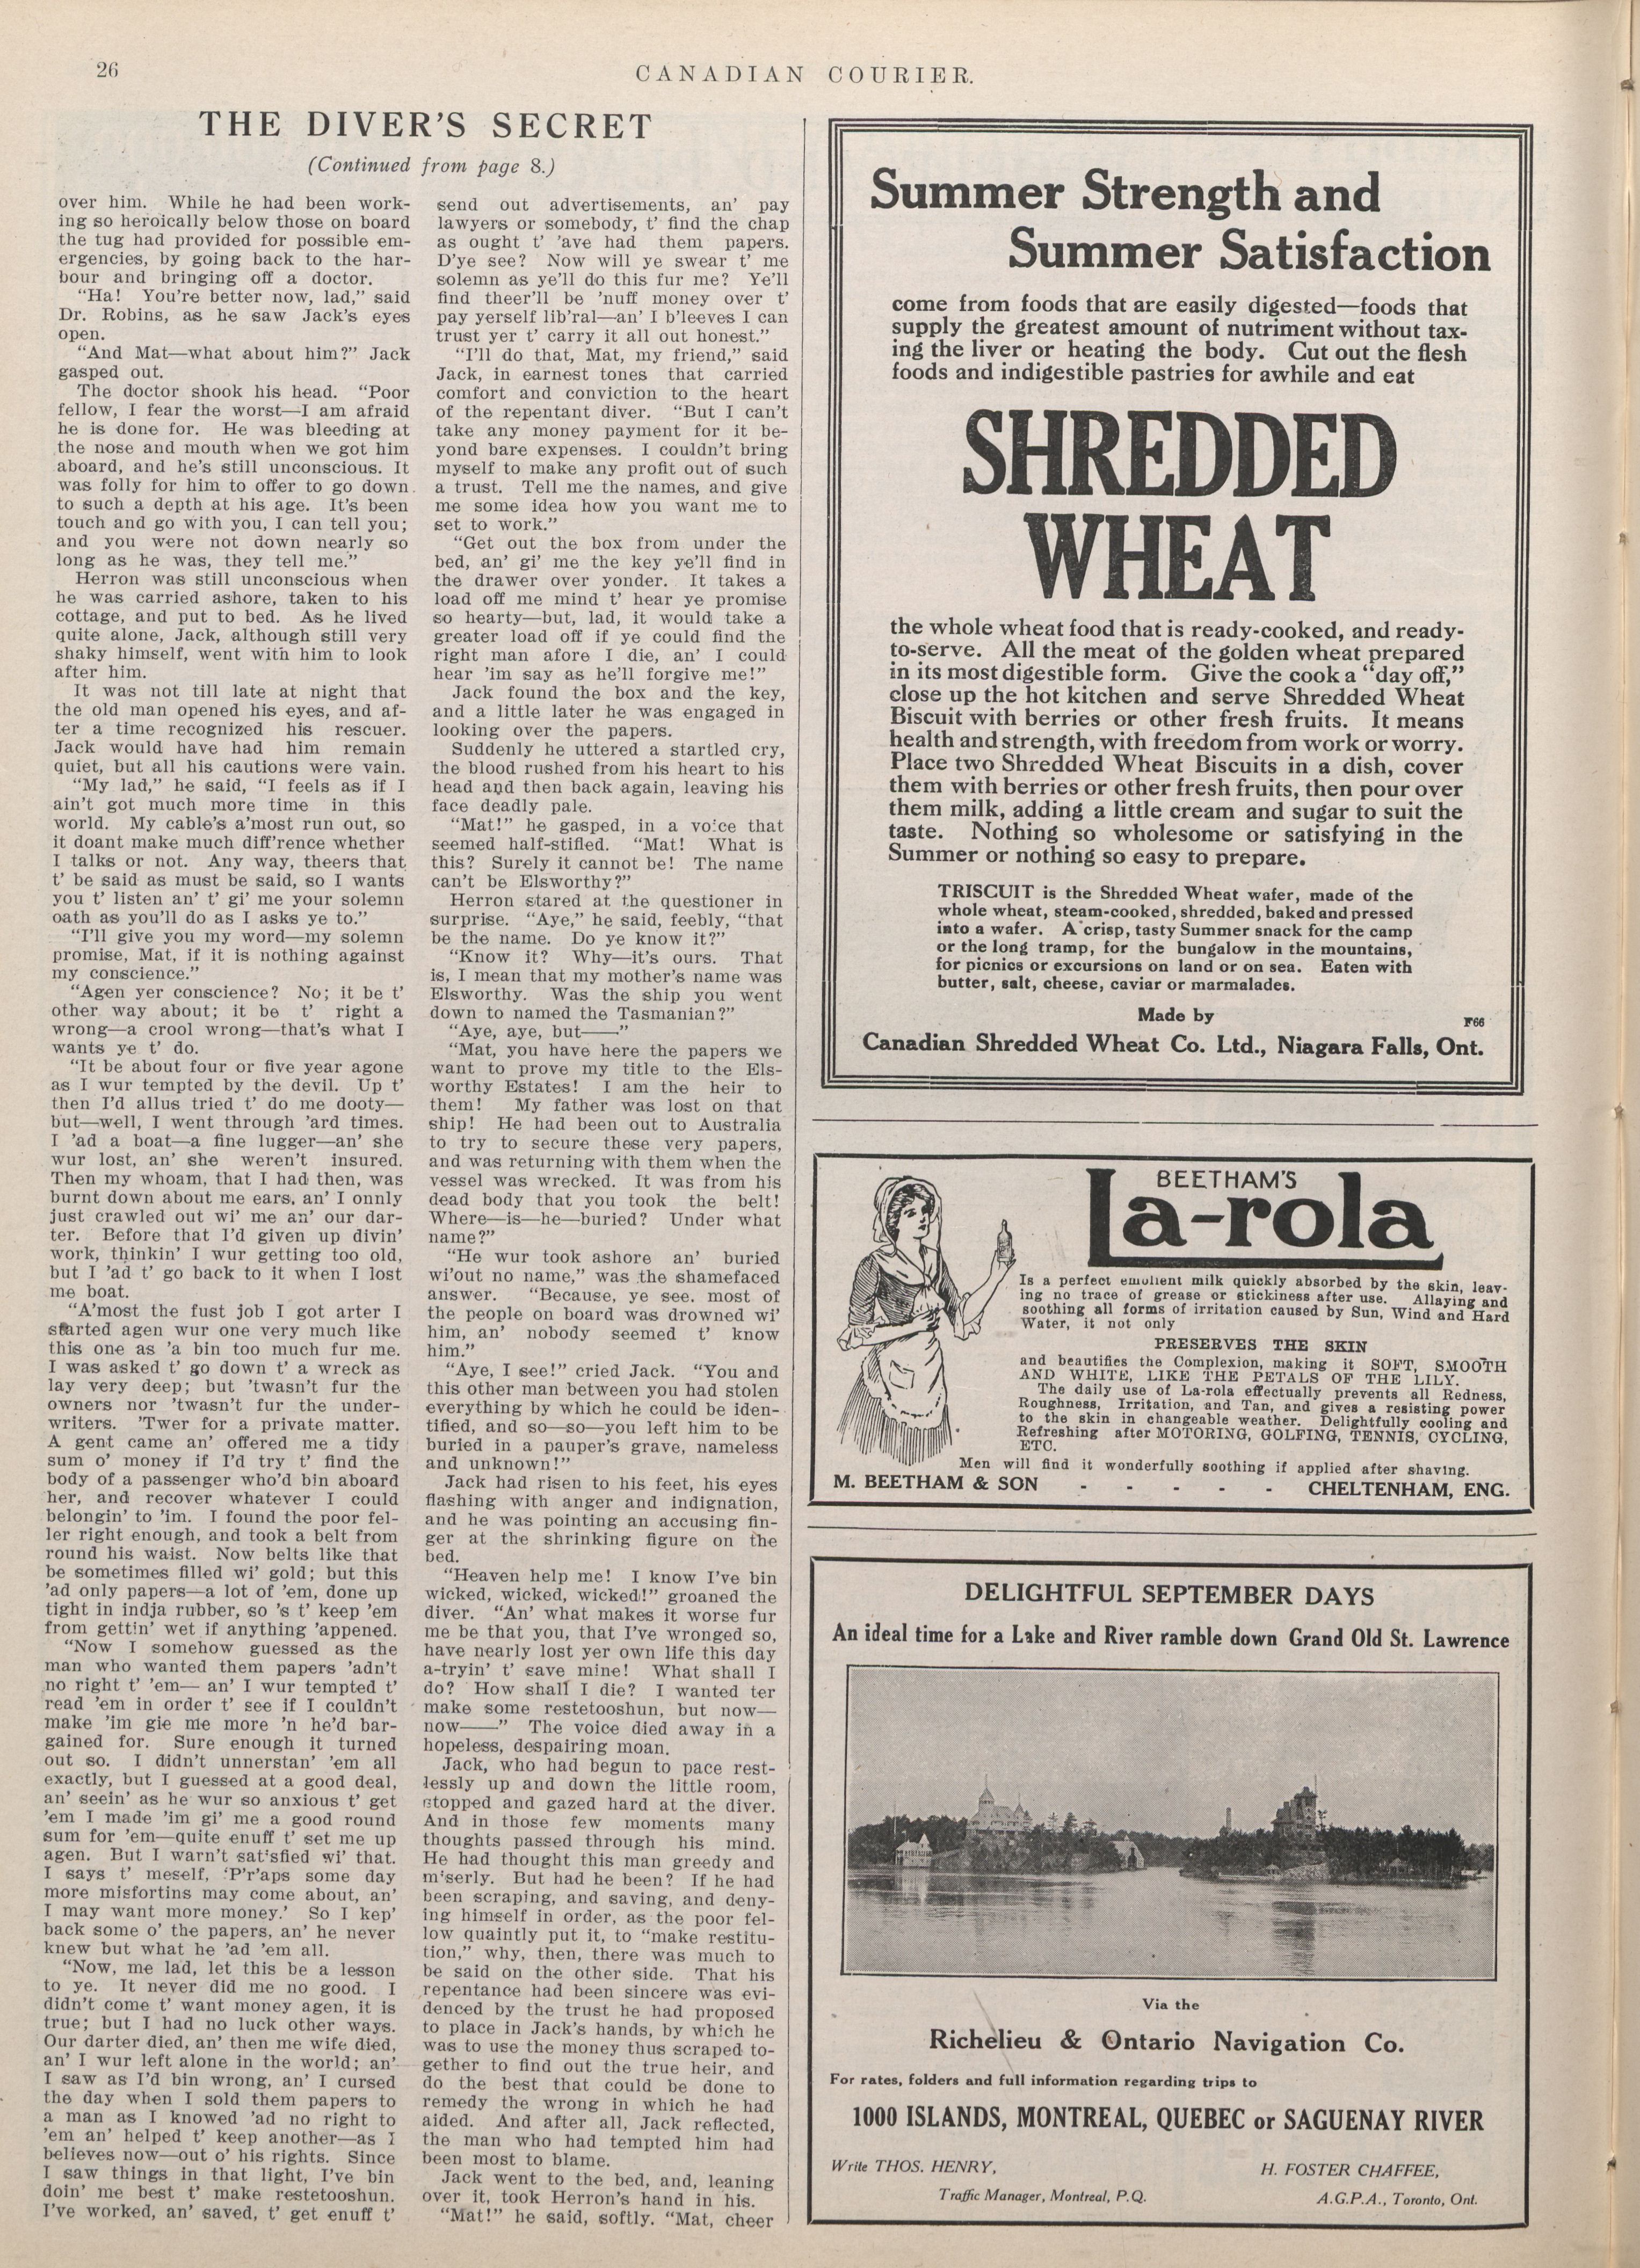 26
CANADIAN COURIER.
THE DIVER'S SECRET
(Continued from page 8.)
over him. While he had been work-
ing so heroically below those on board
the tug had provided for possible em-
ergencies, by going back to the har-
bour and bringing off a doctor.
"Ha! You're better now, lad," said
Dr. Robins, as he saw Jack's eyes
open.
"And Mat—what about him?" Jack
gasped out.
The doctor shook his head. "Poor
fellow, I fear the worst—I am afraid
he is done for. He was bleeding at
the nose and mouth when we got him
aboard, and he's still unconscious. It
was folly for him to offer to go down
to such a depth at his age. It's been
touch and go with you, I can tell you;
and you were not down nearly so
long as he was, they tell me."
Herron was still unconscious when
he was carried ashore, taken to his
cottage, and put to bed. As he lived
quite alone, Jack, although still very
shaky himself, went with him to look
after him.
It was not till late at night that
the old man opened his eyes, and af-
ter a time recognized his rescuer.
Jack would have had him remain
quiet, but all his cautions were vain.
"My lad," he said, "I feels as if I
ain't got much more time in this
world. My cable's a'most run out, so
it doant make much diff'rence whether
I talks or not. Any way, theers that
t' be said as must be said, so I wants
you t' listen an' t' gi' me your solemn
oath as you'll do as I asks ye to."
"I'll give you my word—my solemn
promise, Mat, if it is nothing against
my conscience."
"Agen yer conscience? No; it be t'
other way about; it be t' right a
wrong—a crool wrong—that's what I
wants ye t' do.
"It be about four or five year agone
as I wur tempted by the devil. Up t'
then I'd allus tried t' do me dooty—
but—well, I went through 'ard times.
I 'ad a boat—a fine lugger—an' she
wur lost, an' she weren't insured.
Then my whoam, that I had then, was
burnt down about me ears, an' I onnly
just crawled out wi' me an' our dar-
ter. Before that I'd given up divin'
work, thinkin' I wur getting too old,
but I 'ad t' go back to it when I lost
me boat.
"A'most the fust job I got arter I
started agen wur one very much like
this one as 'a bin too much fur me.
I was asked t' go down t' a wreck as
lay very deep; but 'twasn't fur the
owners nor 'twasn't fur the under-
writers. 'Twer for a private matter.
A gent came an' offered me a tidy
sum o' money if I'd try t' find the
body of a passenger who'd bin aboard
her, and recover whatever I could
belongin' to 'im. I found the poor fel-
ler right enough, and took a belt from
round his waist. Now belts like that
be sometimes filled wi' gold; but this
'ad only papers—a lot of 'em, done up
tight in indja rubber, so 's t' keep 'em
from gettin' wet if anything 'appened.
"Now I somehow guessed as the
man who wanted them papers 'adn't
no right t' 'em— an' I wur tempted t'
read 'em in order t' see if I couldn't
make 'im gie me more 'n he'd bar-
gained for. Sure enough it turned
out so. I didn't unnerstan' 'em all
exactly, but I guessed at a good deal,
an' seein' as he wur so anxious t' get
'em I made 'im gi' me a good round
sum for 'em—quite enuff t' set me up
agen. But I warn't satisfied wi' that.
I says t' meself, 'P'r'aps some day
more misfortins may come about, an'
I may want more money.' So I kep'
back some o' the papers, an' he never
knew but what he 'ad 'em all.
"Now, me lad, let this be a lesson
to ye. It never did me no good. I
didn't come t' want money agen, it is
true; but I had no luck other ways.
Our darter died, an' then me wife died,
an' I wur left alone in the world; an'
I saw as I'd bin wrong, an' I cursed
the day when I sold them papers to
a man as I knowed 'ad no right to
'em an' helped t' keep another—as I
believes now—out o' his rights. Since
I saw things in that light, I've bin
doin' me best t' make restetooshun.
I've worked, an' saved, t' get enuff t'
send out advertisements, an' pay
lawyers or somebody, t' find the chap
as ought t' 'ave had them papers.
D'ye see? Now will ye swear t' me
solemn as ye'll do this fur me? Ye'll
find theer'll be 'nuff money over t'
pay yerself lib'ral—an' I b'leeves I can
trust yer t' carry it all out honest."
"I'll do that, Mat, my friend," said
Jack, in earnest tones that carried
comfort and conviction to the heart
of the repentant diver. "But I can't
take any money payment for it be-
yond bare expenses. I couldn't bring
myself to make any profit out of such
a trust. Tell me the names, and give
me some idea how you want me to
set to work."
"Get out the box from under the
bed, an' gi' me the key ye'll find in
the drawer over yonder. It takes a
load off me mind t' hear ye promise
so hearty—but, lad, it would take a
greater load off if ye could find the
right man afore I die, an' I could
hear 'im say as he'll forgive me!"
Jack found the box and the key,
and a little later he was engaged in
looking over the papers.
Suddenly he uttered a startled cry,
the blood rushed from his heart to his
head and then back again, leaving his
face deadly pale.
"Mat!" he gasped, in a voice that
seemed half-stifled. "Mat! What is
this? Surely it cannot be! The name
can't be Elsworthy?"
Herron stared at the questioner in
surprise. "Aye," he said, feebly, "that
be the name. Do ye know it?"
"Know it? Why—it's ours. That
is, I mean that my mother's name was
Elsworthy. Was the ship you went
down to named the Tasmanian?"
"Aye, aye, but——"
"Mat, you have here the papers we
want to prove my title to the Els-
worthy Estates! I am the heir to
them! My father was lost on that
ship! He had been out to Australia
to try to secure these very papers,
and was returning with them when the
vessel was wrecked. It was from his
dead body that you took the belt!
Where—is—he—buried? Under what
name?"
"He wur took ashore an' buried
wi'out no name," was the shamefaced
answer. "Because, ye see. most of
the people on board was drowned wi'
him, an' nobody seemed t' know
him."
"Aye, I see!" cried Jack. "You and
this other man between you had stolen
everything by which he could be iden-
tified, and so—so—you left him to be
buried in a pauper's grave, nameless
and unknown!"
Jack had risen to his feet, his eyes
flashing with anger and indignation,
and he was pointing an accusing fin-
ger at the shrinking figure on the
bed.
"Heaven help me! I know I've bin
wicked, wicked, wicked!" groaned the
diver. "An' what makes it worse fur
me be that you, that I've wronged so,
have nearly lost yer own life this day
a-tryin' t' save mine! What shall I
do? How shall I die? I wanted ter
make some restetooshun, but now—
now——" The voice died away in a
hopeless, despairing moan.
Jack, who had begun to pace rest-
lessly up and down the little room,
stopped and gazed hard at the diver.
And in those few moments many
thoughts passed through his mind.
He had thought this man greedy and
miserly. But had he been? If he had
been scraping, and saving, and deny-
ing himself in order, as the poor fel-
low quaintly put it, to "make restitu-
tion," why, then, there was much to
be said on the other side. That his
repentance had been sincere was evi-
denced by the trust he had proposed
to place in Jack's hands, by which he
was to use the money thus scraped to-
gether to find out the true heir, and
do the best that could be done to
remedy the wrong in which he had
aided. And after all, Jack reflected,
the man who had tempted him had
been most to blame.
Jack went to the bed, and, leaning
over it, took Herron's hand in his.
"Mat!" he said, softly. "Mat, cheer
Summer Strength and
Summer Satisfaction
come from foods that are easily digested—foods that
supply the greatest amount of nutriment without tax-
ing the liver or heating the body. Cut out the flesh
foods and indigestible pastries for awhile and eat
SHREDDED
WHEAT
the whole wheat food that is ready-cooked, and ready-
to-serve. All the meat of the golden wheat prepared
in its most digestible form. Give the cook a "day off,"
close up the hot kitchen and serve Shredded Wheat
Biscuit with berries or other fresh fruits. It means
health and strength, with freedom from work or worry.
Place two Shredded Wheat Biscuits in a dish, cover
them with berries or other fresh fruits, then pour over
them milk, adding a little cream and sugar to suit the
taste. Nothing so wholesome or satisfying in the
Summer or nothing so easy to prepare.
TRISCUIT is the Shredded Wheat wafer, made of the
whole wheat, steam-cooked, shredded, baked and pressed
into a wafer. A crisp, tasty Summer snack for the camp
or the long tramp, for the bungalow in the mountains,
for picnics or excursions on land or on sea. Eaten with
butter, salt, cheese, caviar or marmalades.
Made by
F66
Canadian Shredded Wheat Co. Ltd., Niagara Falls, Ont.
BEETHAM'S
La-rola
Is a perfect emolient milk quickly absorbed by the skin, leav-
ing no trace of grease or stickiness after use. Allaying and
soothing all forms of irritation caused by Sun, Wind and Hard
Water, it not only
PRESERVES THE SKIN
and beautifies the Complexion, making it SOFT, SMOOTH
AND WHITE, LIKE THE PETALS OF THE LILY.
The daily use of La-rola effectually prevents all Redness,
Roughness, Irritation, and Tan, and gives a resisting power
to the skin in changeable weather. Delightfully cooling and
Refreshing after MOTORING, GOLFING, TENNIS, CYCLING,
ETC.
Men will find it wonderfully soothing if applied after shaving.
M. BEETHAM & SON - - - - - CHELTENHAM, ENG.
DELIGHTFUL SEPTEMBER DAYS
An ideal time for a Lake and River ramble down Grand Old St. Lawrence
Via the
Richelieu & Ontario Navigation Co.
For rates, folders and full information regarding trips to
1000 ISLANDS, MONTREAL, QUEBEC or SAGUENAY RIVER
Write THOS. HENRY,
Traffic Manager, Montreal, P.Q.
H. FOSTER CHAFFEE,
A.G.P.A., Toronto, Ont.